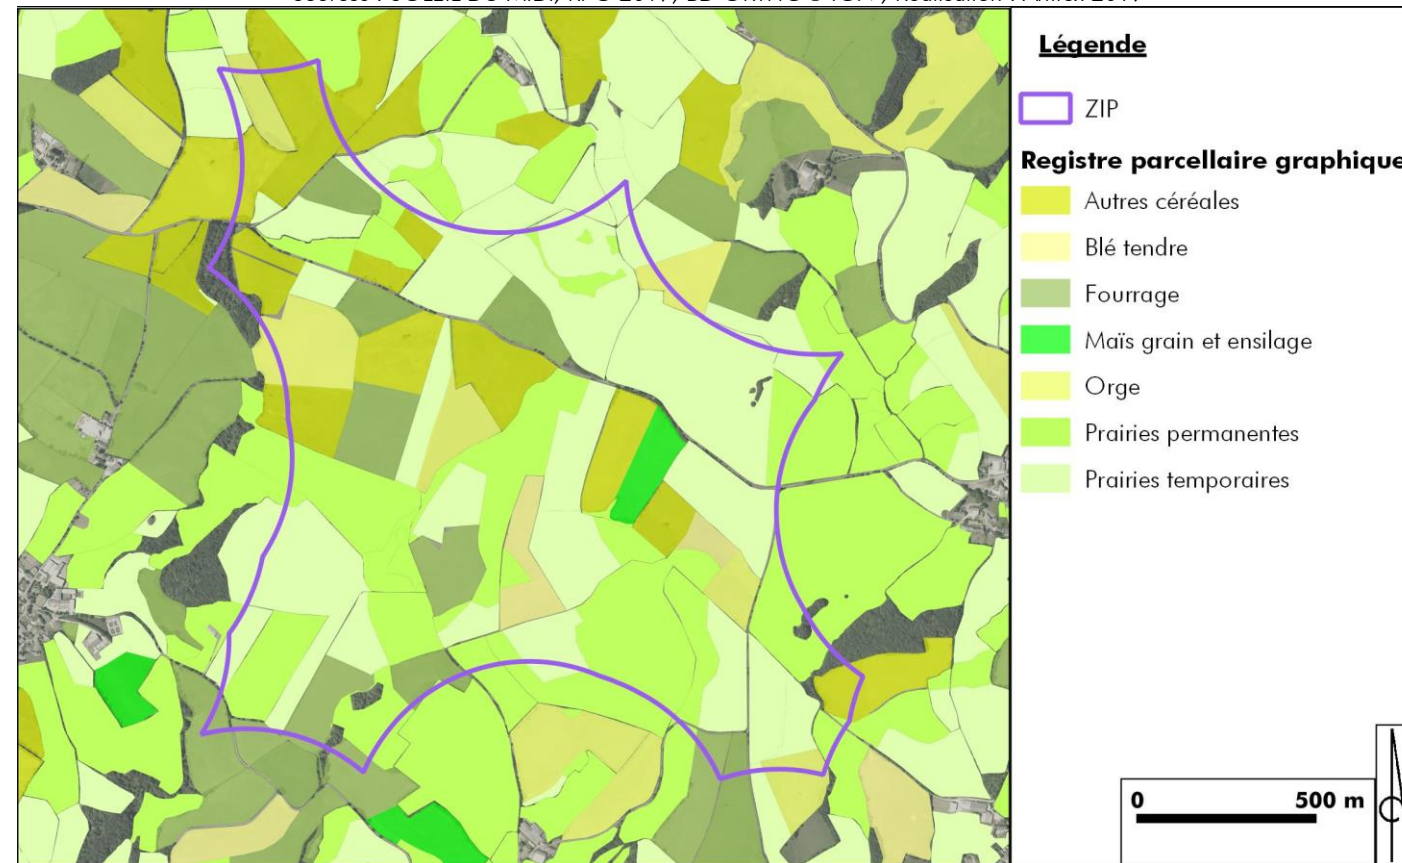 Légende
ZIP
Registre parcellaire graphique
Autres céréales
Blé tendre
Fourrage
Maïs grain et ensilage
Orge
Prairies permanentes
Prairies temporaires
0 500 m